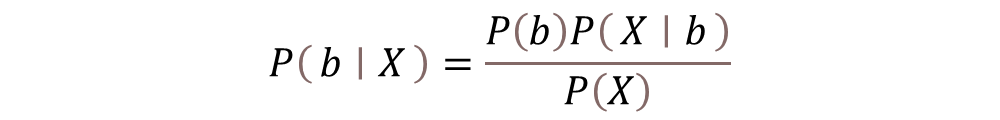 P( b | X ) = P(b)P( X | b ) / P(X)